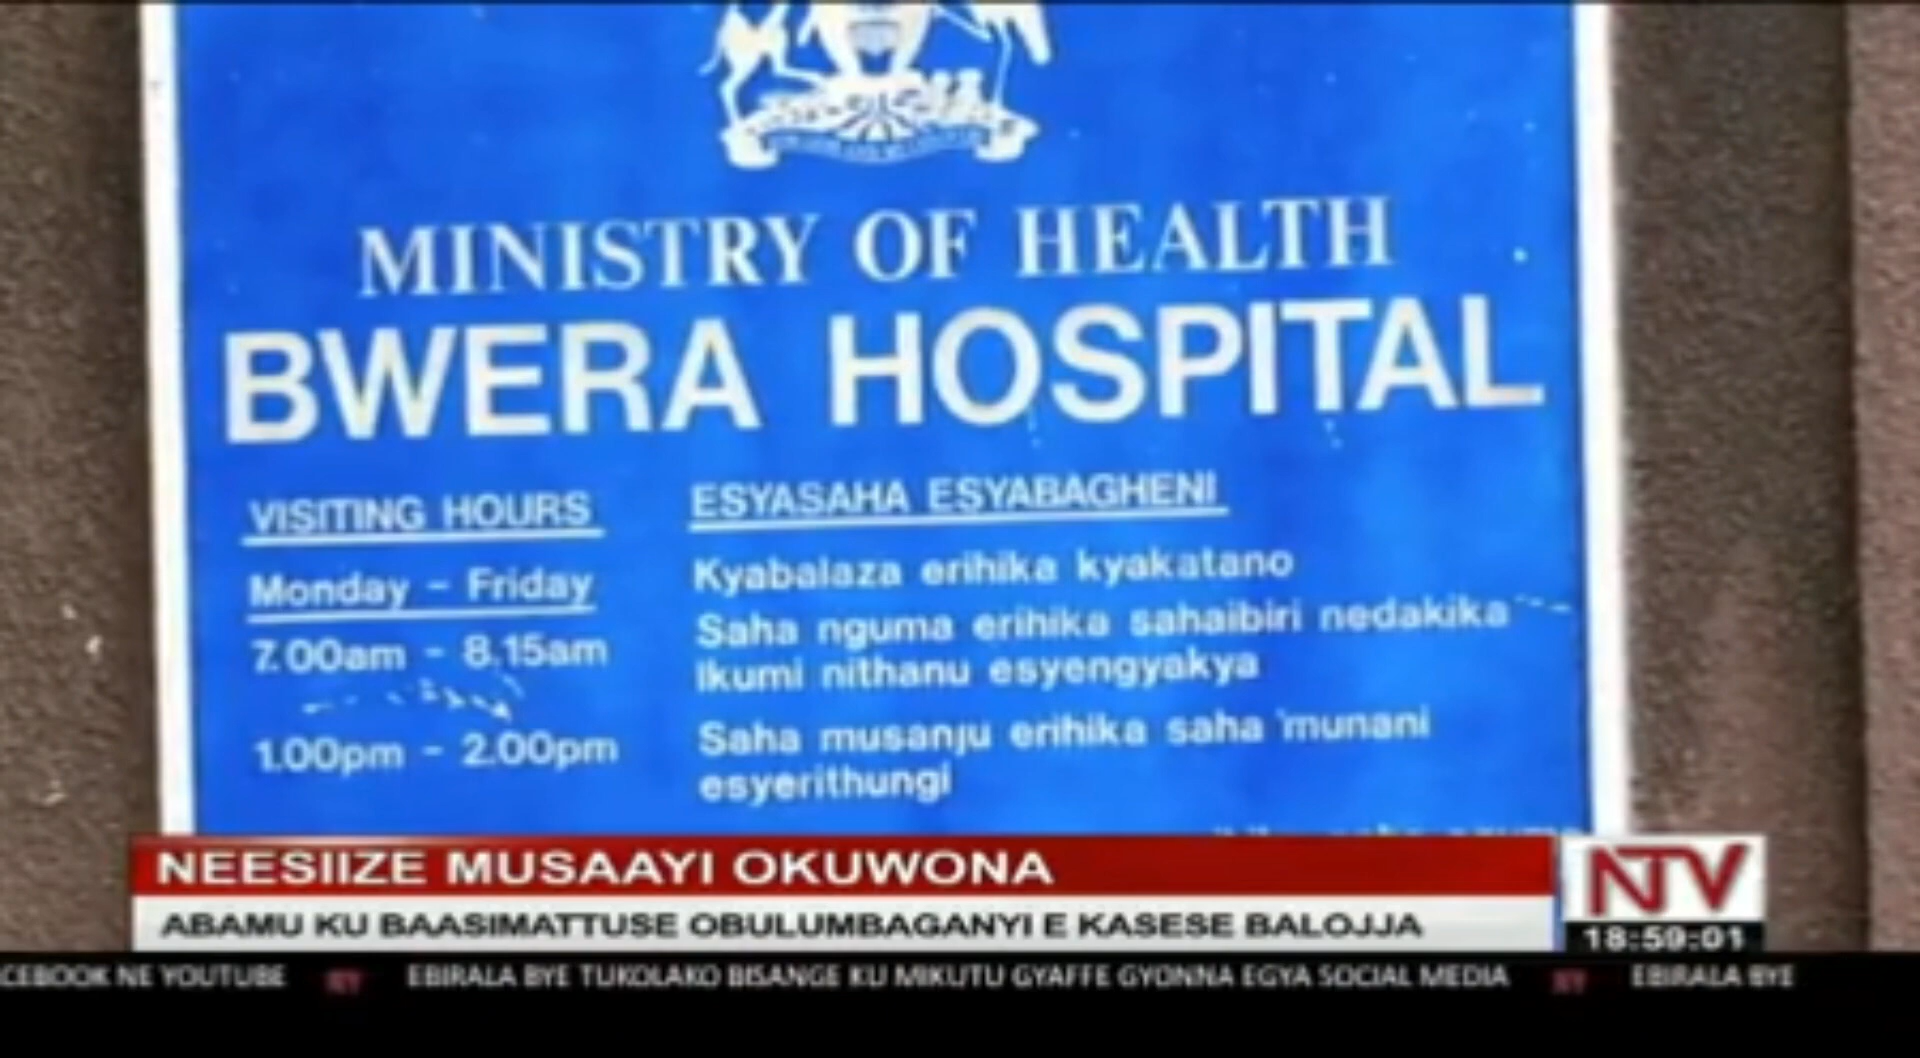 MINISTRY OF HEALTH
BWERA HOSPITAL
VISITING HOURS
Monday - Friday
7.00am - 8.15am
1.00pm - 2.00pm
ESYASAHA ESYABAGHENI
Kyabalaza erihika kyakatano
Saha nguma erihika sahaibiri nedakika
Ikumi nithanu esyengyakya
Saha musanju erihika saha munani
esyerithungi
NEESIIZE MUSAAYI OKUWONA
ABAMU KU BAASIMATTUSE OBULUMBAGANYI E KASESE BALOJJA
NTV
18:59:01
CEBOOK NE YOUTUBE EBIRALA BYE TUKOLAKO BISANGE KU MIKUTU GYAFFE GYONNA EGYA SOCIAL MEDIA EBIRALA BYE